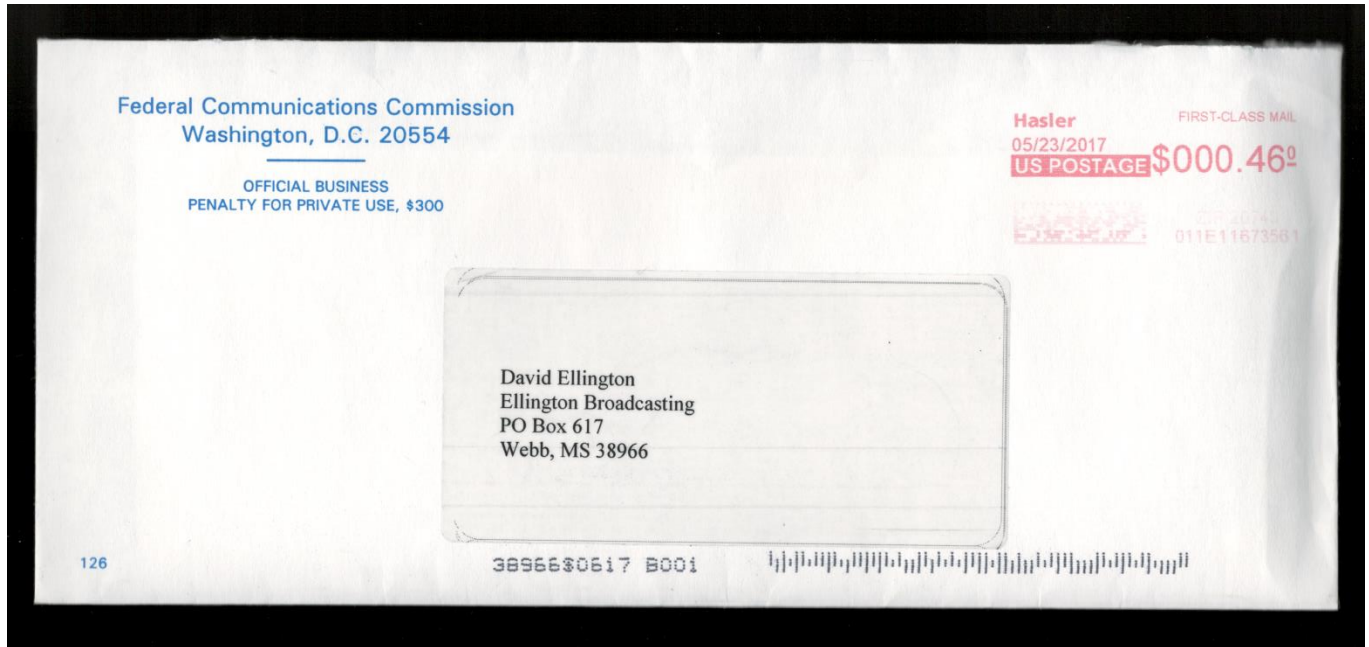 Federal Communications Commission
Washington, D.C. 20554
OFFICIAL BUSINESS
PENALTY FOR PRIVATE USE, $300
Hasler
FIRST-CLASS MAIL
05/23/2017
US POSTAGE $000.46º
011E11673561
David Ellington
Ellington Broadcasting
PO Box 617
Webb, MS 38966
126
38966$0617 B001